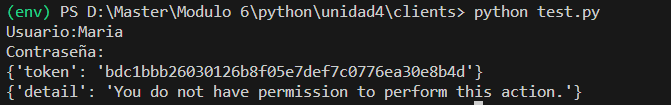 (env) PS D:\Master\Modulo 6\python\unidad4\clients> python test.py
Usuario:Maria
Contraseña:
{'token': 'bdc1bbb26030126b8f05e7def7c0776ea30e8b4d'}
{'detail': 'You do not have permission to perform this action.'}